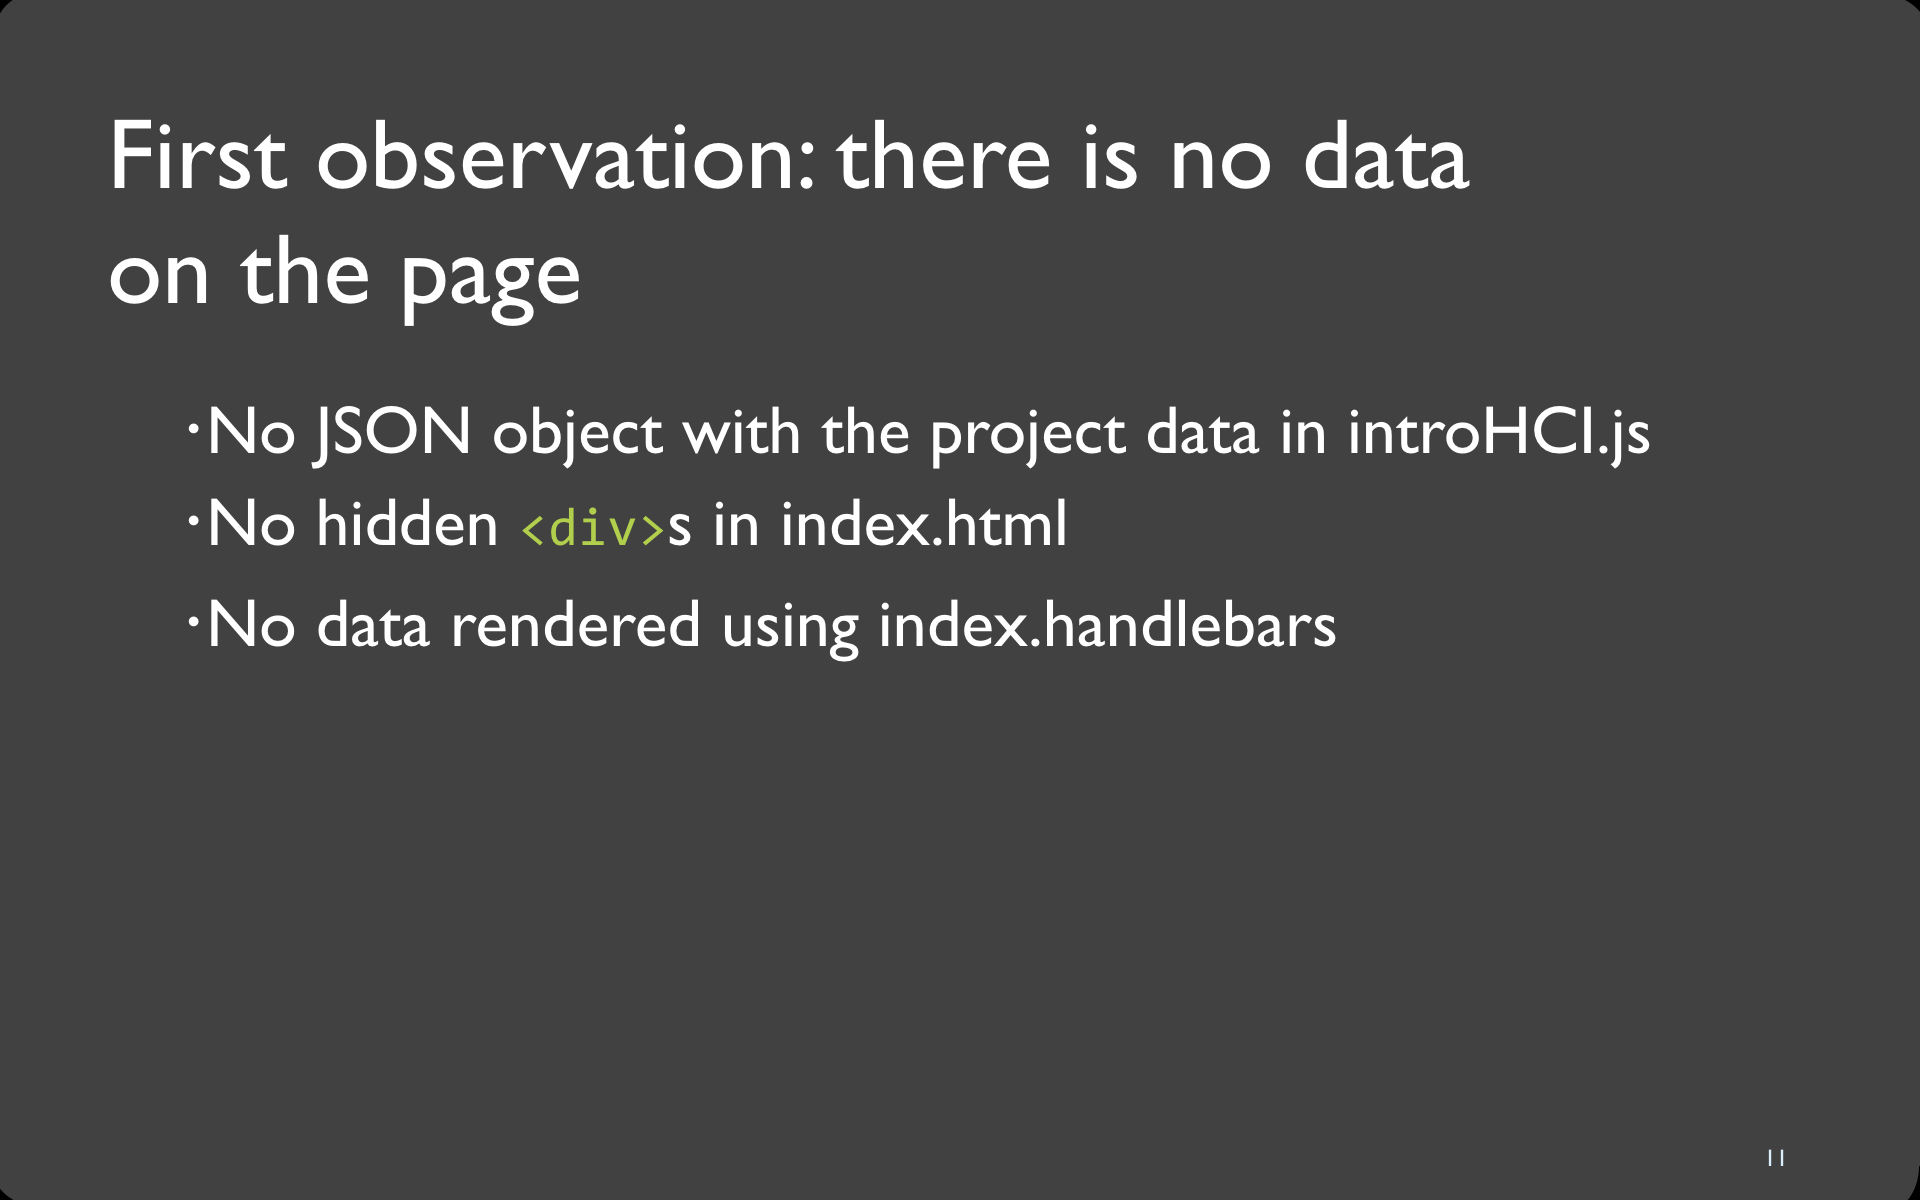 First observation: there is no data
on the page
·No JSON object with the project data in introHCI.js
·No hidden <div>s in index.html
·No data rendered using index.handlebars
11